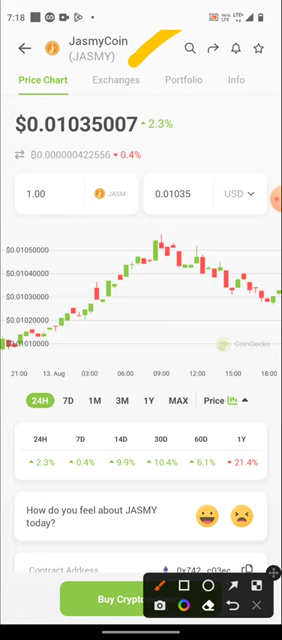 7:18
LTE+
JasmyCoin
(JASMY)
Price Chart Exchanges Portfolio Info
$0.01035007 2.3%
₿0.000000422556 0.4%
1.00 JASM 0.01035 USD
$0.01050000
$0.01040000
$0.01030000
$0.01020000
$0.01010000
CoinGecko
21:00 13. Aug 03:00 06:00 09:00 12:00 15:00 18:00
24H 7D 1M 3M 1Y MAX Price
24H 7D 14D 30D 60D 1Y
2.3% 0.4% 9.9% 10.4% 6.1% 21.4%
How do you feel about JASMY
today?
Contract Address 0x742...c03ec
Buy Crypto